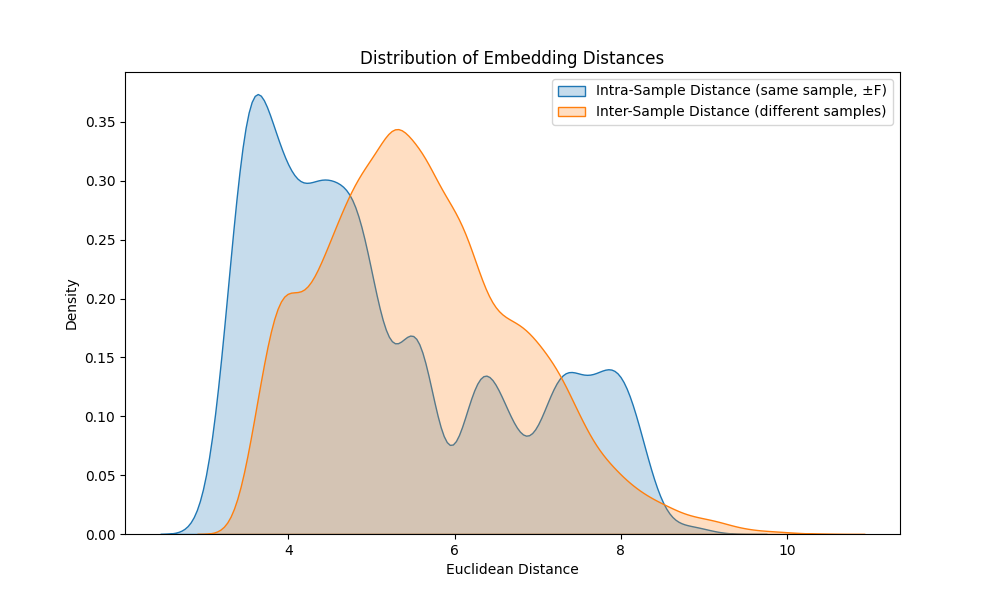 Distribution of Embedding Distances
Intra-Sample Distance (same sample, ±F)
Inter-Sample Distance (different samples)
0.35
0.30
0.25
0.20
0.15
0.10
0.05
0.00
Density
4 6 8 10
Euclidean Distance